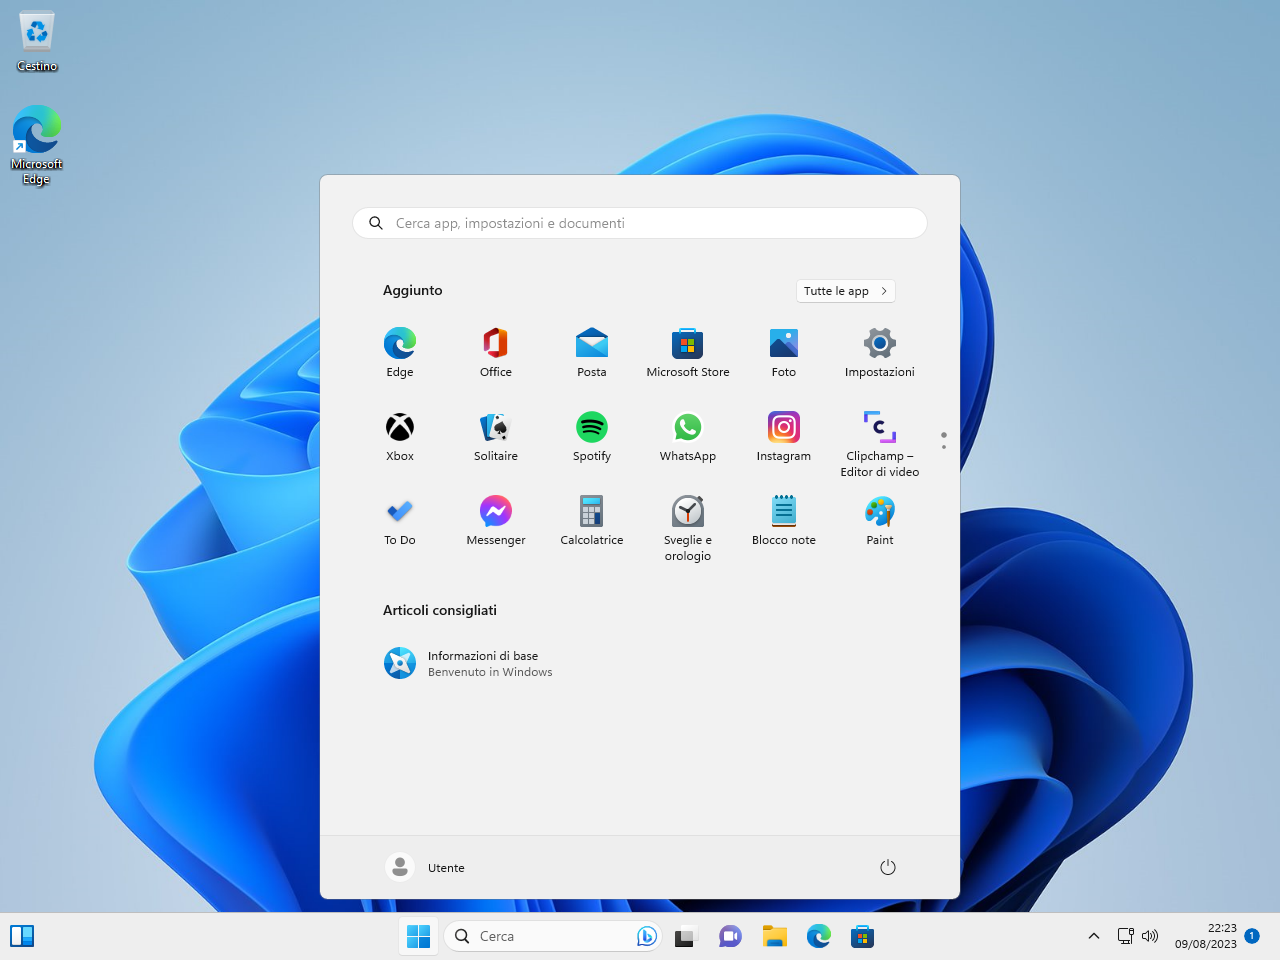 Cestino
Microsoft
Edge
Cerca app, impostazioni e documenti
Aggiunto
Tutte le app
Edge
Office
Posta
Microsoft Store
Foto
Impostazioni
Xbox
Solitaire
Spotify
WhatsApp
Instagram
Clipchamp –
Editor di video
To Do
Messenger
Calcolatrice
Sveglie e
orologio
Blocco note
Paint
Articoli consigliati
Informazioni di base
Benvenuto in Windows
Utente
Cerca
22:23
09/08/2023
1